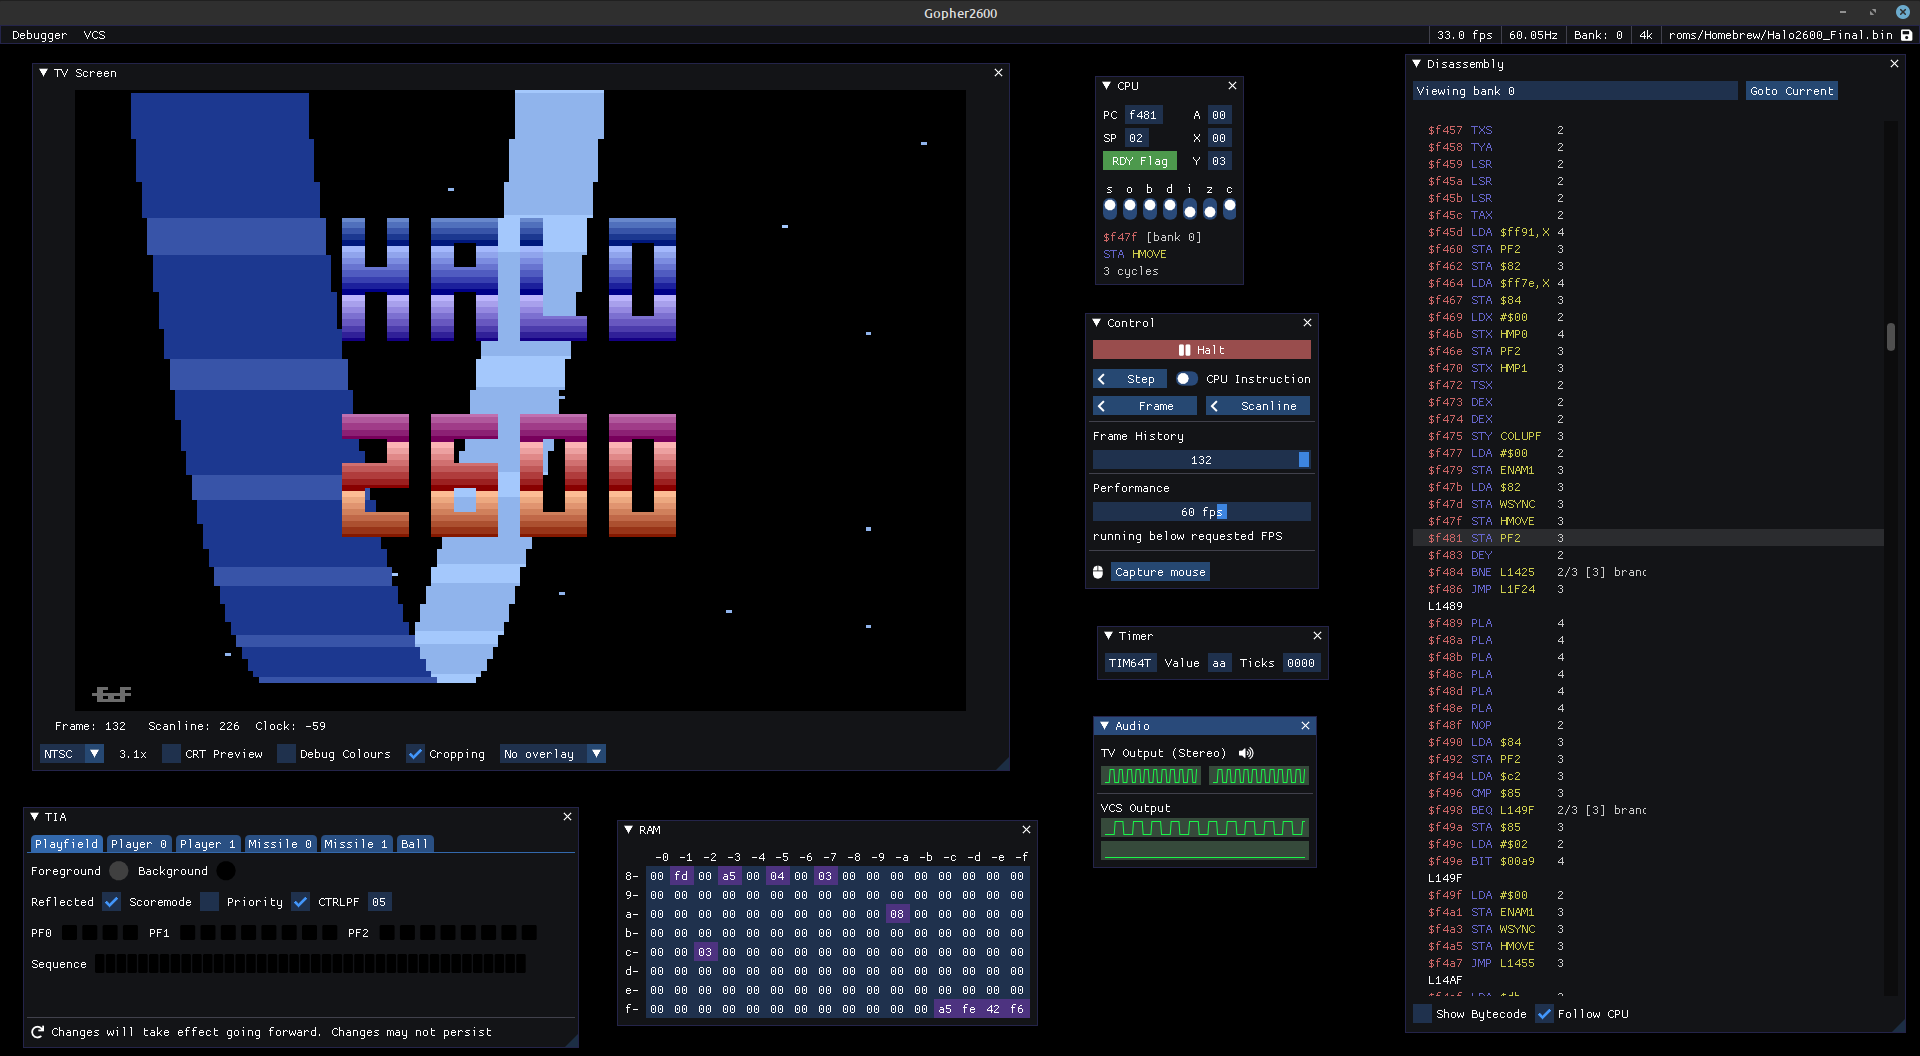 Gopher2600
Debugger VCS
33.0 fps 60.05Hz Bank: 0 4k roms/Homebrew/Halo2600_Final.bin
TV Screen
HALO
2600
Frame: 132 Scanline: 226 Clock: -59
NTSC 3.1x CRT Preview Debug Colours Cropping No overlay
TIA
Playfield Player 0 Player 1 Missile 0 Missile 1 Ball
Foreground Background
Reflected Scoremode Priority CTRLPF 05
PF0 PF1 PF2
Sequence
Changes will take effect going forward. Changes may not persist
RAM
-0 -1 -2 -3 -4 -5 -6 -7 -8 -9 -a -b -c -d -e -f
8- 00 fd 00 a5 00 04 00 03 00 00 00 00 00 00 00 00
9- 00 00 00 00 00 00 00 00 00 00 00 00 00 00 00 00
a- 00 00 00 00 00 00 00 00 00 00 08 00 00 00 00 00
b- 00 00 00 00 00 00 00 00 00 00 00 00 00 00 00 00
c- 00 00 03 00 00 00 00 00 00 00 00 00 00 00 00 00
d- 00 00 00 00 00 00 00 00 00 00 00 00 00 00 00 00
e- 00 00 00 00 00 00 00 00 00 00 00 00 00 00 00 00
f- 00 00 00 00 00 00 00 00 00 00 00 00 a5 fe 42 f6
CPU
PC f481 A 00
SP 02 X 00
RDY Flag Y 03
s o b d i z c
$f47f [bank 0]
STA HMOVE
3 cycles
Control
Halt
Step CPU Instruction
Frame Scanline
Frame History
132
Performance
60 fps
running below requested FPS
Capture mouse
Timer
TIM64T Value aa Ticks 0000
Audio
TV Output (Stereo)
VCS Output
Disassembly
Viewing bank 0 Goto Current
$f457 TXS 2
$f458 TYA 2
$f459 LSR 2
$f45a LSR 2
$f45b LSR 2
$f45c TAX 2
$f45d LDA $ff91,X 4
$f460 STA PF2 3
$f462 STA $82 3
$f464 LDA $ff7e,X 4
$f467 STA $84 3
$f469 LDX #$00 2
$f46b STX HMP0 4
$f46e STA PF2 3
$f470 STX HMP1 3
$f472 TSX 2
$f473 DEX 2
$f474 DEX 2
$f475 STY COLUPF 3
$f477 LDA #$00 2
$f479 STA ENAM1 3
$f47b LDA $82 3
$f47d STA WSYNC 3
$f47f STA HMOVE 3
$f481 STA PF2 3
$f483 DEY 2
$f484 BNE L1425 2/3 [3] branc
$f486 JMP L1F24 3
L1489
$f489 PLA 4
$f48a PLA 4
$f48b PLA 4
$f48c PLA 4
$f48d PLA 4
$f48e PLA 4
$f48f NOP 2
$f490 LDA $84 3
$f492 STA PF2 3
$f494 LDA $c2 3
$f496 CMP $85 3
$f498 BEQ L149F 2/3 [3] branc
$f49a STA $85 3
$f49c LDA #$02 2
$f49e BIT $00a9 4
L149F
$f49f LDA #$00 2
$f4a1 STA ENAM1 3
$f4a3 STA WSYNC 3
$f4a5 STA HMOVE 3
$f4a7 JMP L1455 3
L14AF
Show Bytecode Follow CPU